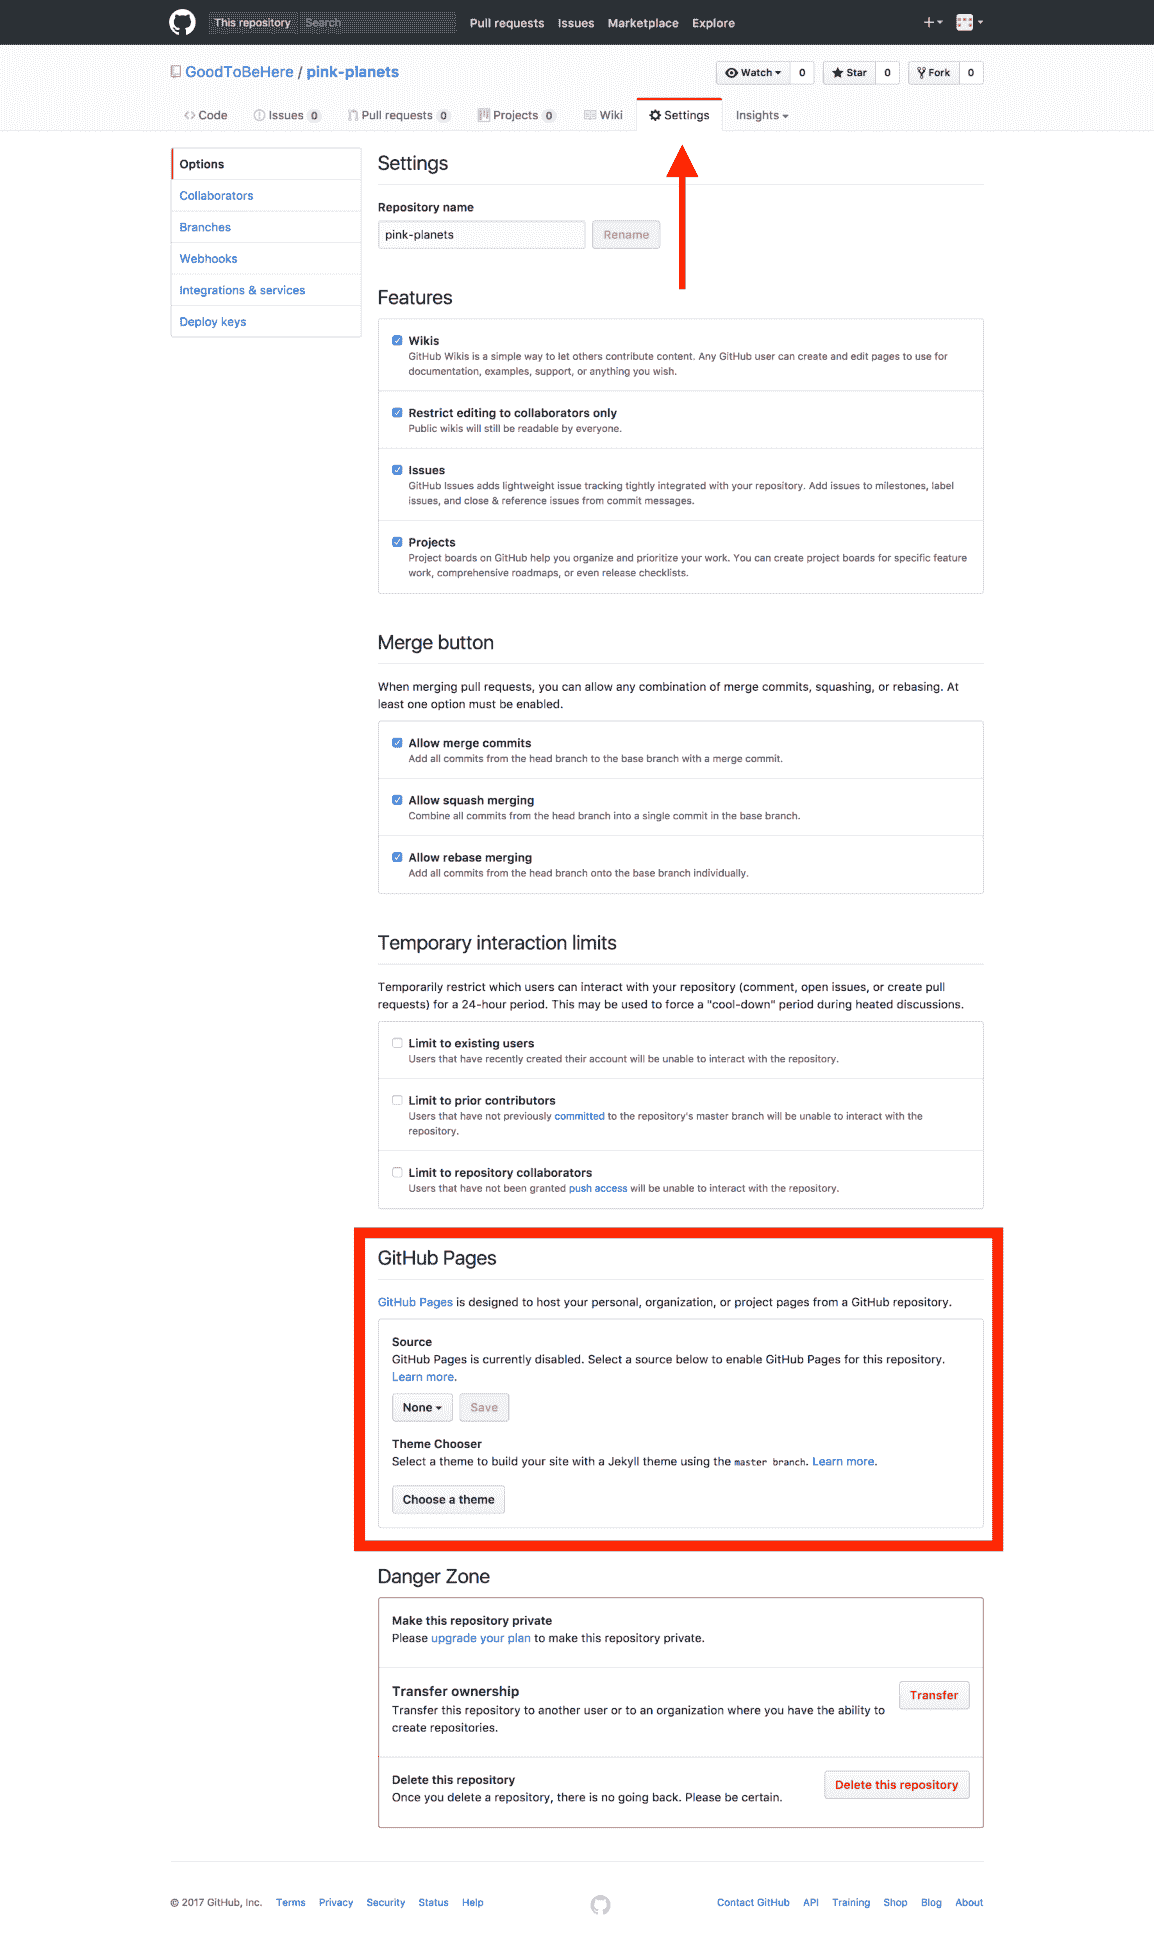 This repository Search Pull requests Issues Marketplace Explore
GoodToBeHere / pink-planets Watch 0 Star 0 Fork 0
Code Issues 0 Pull requests 0 Projects 0 Wiki Settings Insights
Options
Collaborators
Branches
Webhooks
Integrations & services
Deploy keys
Settings
Repository name
pink-planets Rename
Features
Wikis
GitHub Wikis is a simple way to let others contribute content. Any GitHub user can create and edit pages to use for
documentation, examples, support, or anything you wish.
Restrict editing to collaborators only
Public wikis will still be readable by everyone.
Issues
GitHub Issues adds lightweight issue tracking tightly integrated with your repository. Add issues to milestones, label
issues, and close & reference issues from commit messages.
Projects
Project boards on GitHub help you organize and prioritize your work. You can create project boards for specific feature
work, comprehensive roadmaps, or even release checklists.
Merge button
When merging pull requests, you can allow any combination of merge commits, squashing, or rebasing. At
least one option must be enabled.
Allow merge commits
Add all commits from the head branch to the base branch with a merge commit.
Allow squash merging
Combine all commits from the head branch into a single commit in the base branch.
Allow rebase merging
Add all commits from the head branch onto the base branch individually.
Temporary interaction limits
Temporarily restrict which users can interact with your repository (comment, open issues, or create pull
requests) for a 24-hour period. This may be used to force a "cool-down" period during heated discussions.
Limit to existing users
Users that have recently created their account will be unable to interact with the repository.
Limit to prior contributors
Users that have not previously committed to the repository's master branch will be unable to interact with the
repository.
Limit to repository collaborators
Users that have not been granted push access will be unable to interact with the repository.
GitHub Pages
GitHub Pages is designed to host your personal, organization, or project pages from a GitHub repository.
Source
GitHub Pages is currently disabled. Select a source below to enable GitHub Pages for this repository.
Learn more.
None Save
Theme Chooser
Select a theme to build your site with a Jekyll theme using the master branch. Learn more.
Choose a theme
Danger Zone
Make this repository private
Please upgrade your plan to make this repository private.
Transfer ownership
Transfer this repository to another user or to an organization where you have the ability to
create repositories.
Transfer
Delete this repository
Once you delete a repository, there is no going back. Please be certain.
Delete this repository
© 2017 GitHub, Inc. Terms Privacy Security Status Help Contact GitHub API Training Shop Blog About